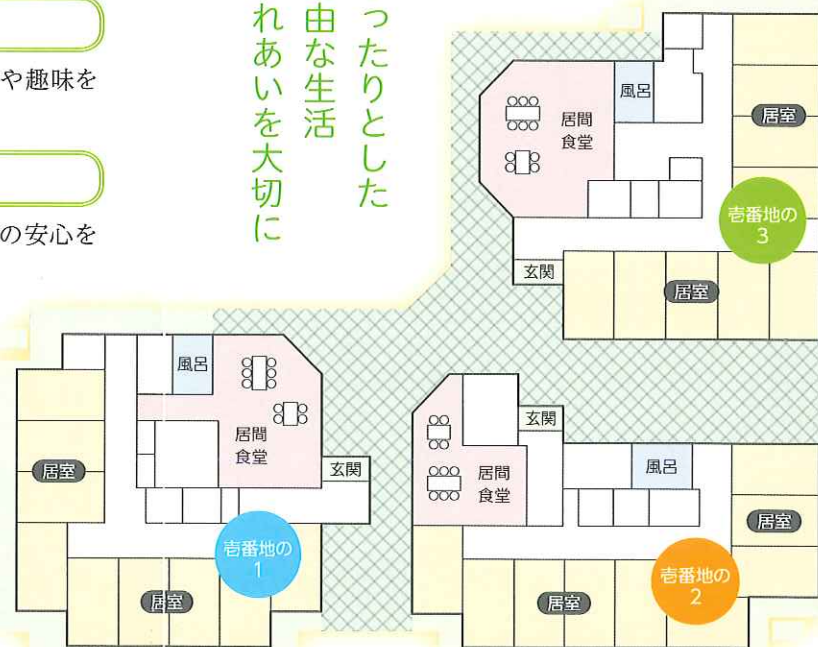 や趣味を
の安心を
ったりとした
由な生活
れあいを大切に
風呂
居間
食堂
居室
壱番地の
3
玄関
居室
風呂
居間
食堂
居室
玄関
壱番地の
1
居室
玄関
居間
食堂
風呂
居室
壱番地の
2
居室